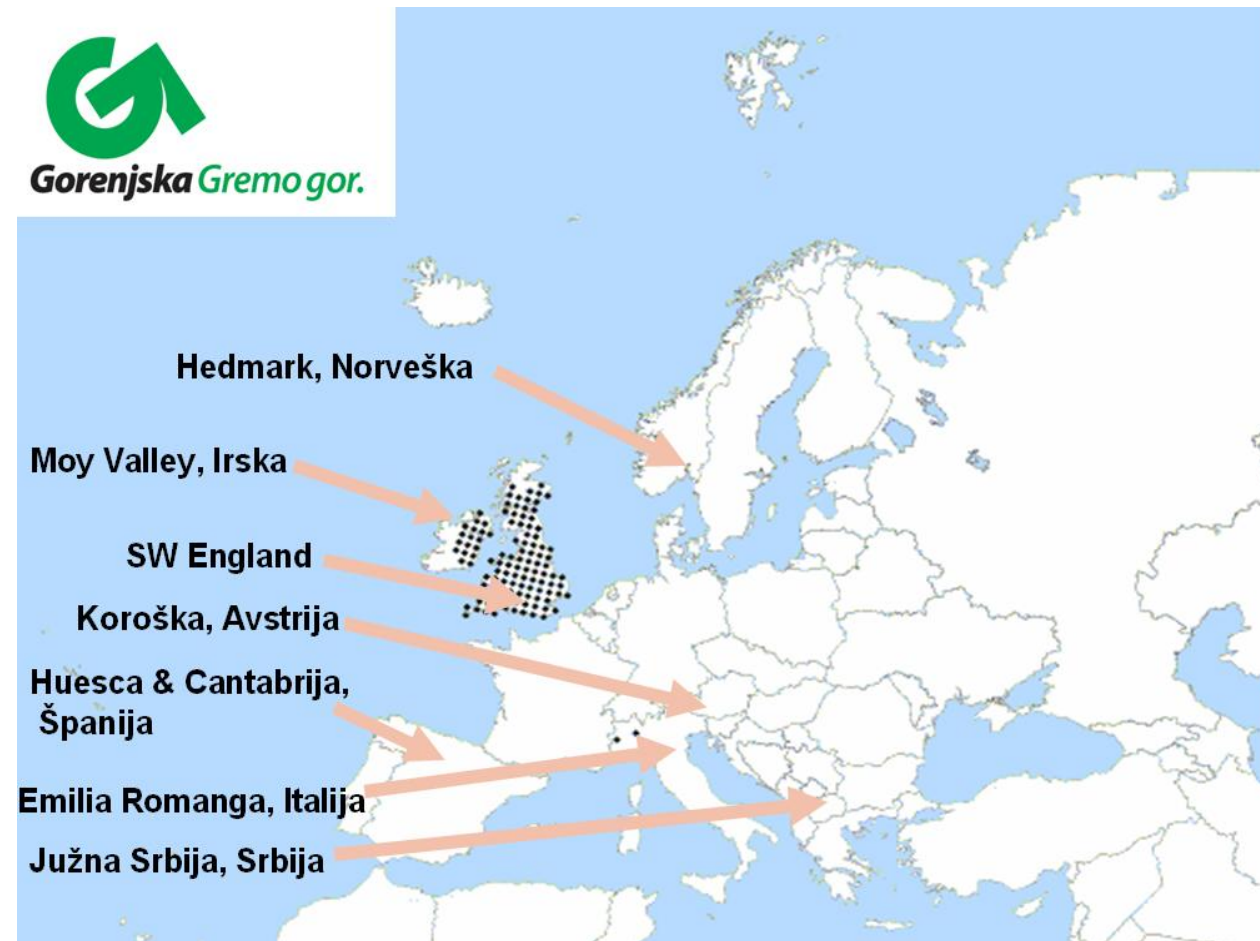 Gorenjska Gremo gor.
Hedmark, Norveška
Moy Valley, Irska
SW England
Koroška, Avstrija
Huesca & Cantabrija,
Španija
Emilia Romanga, Italija
Južna Srbija, Srbija